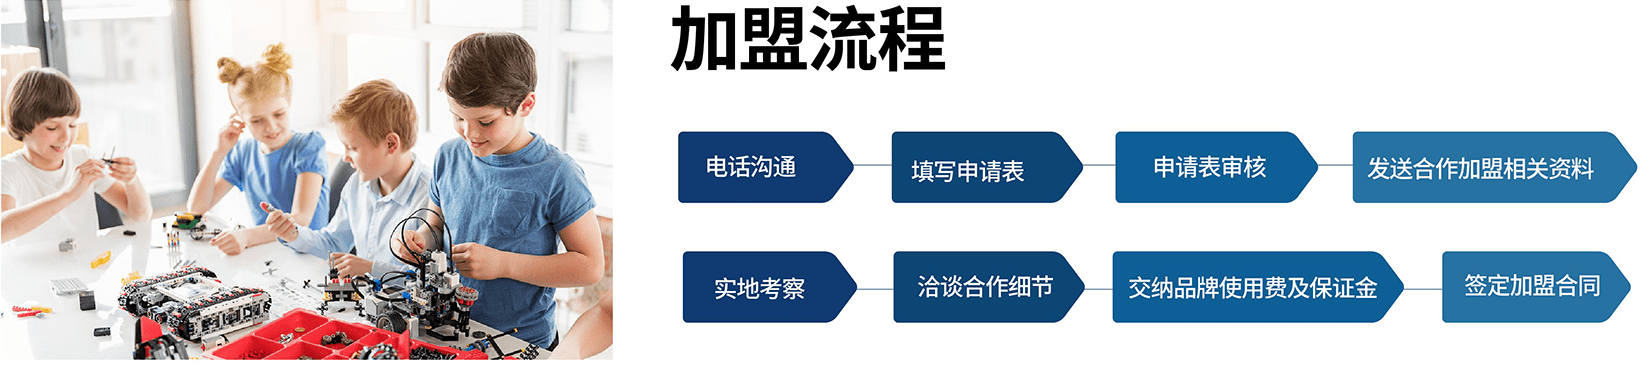 加盟流程
电话沟通
填写申请表
申请表审核
发送合作加盟相关资料
实地考察
洽谈合作细节
交纳品牌使用费及保证金
签定加盟合同